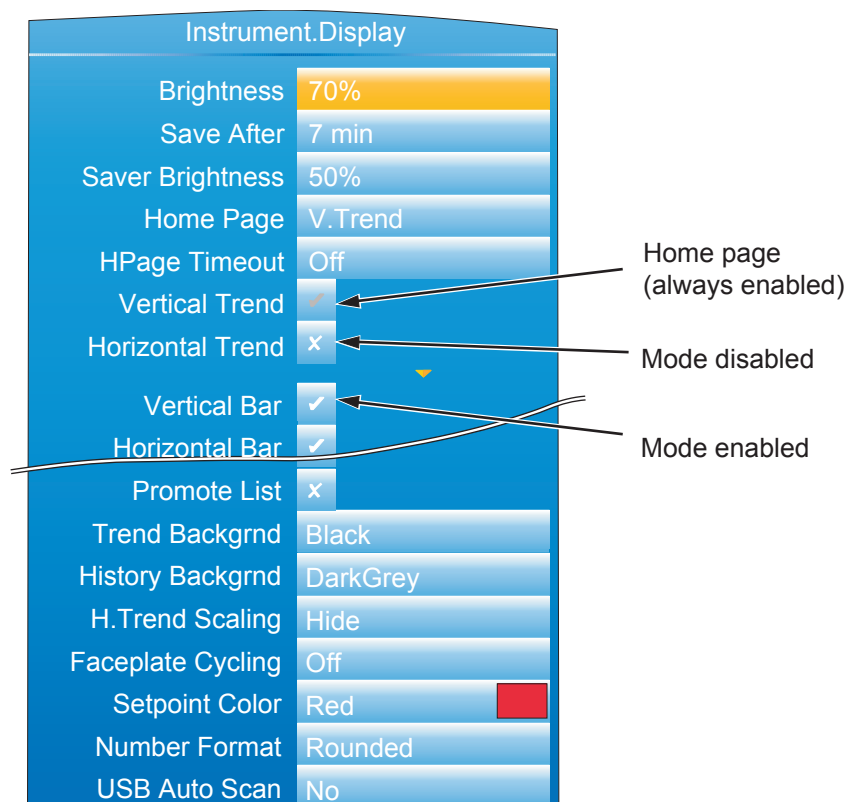 Instrument.Display
Brightness 70%
Save After 7 min
Saver Brightness 50%
Home Page V.Trend
HPage Timeout Off
Vertical Trend ✔
Horizontal Trend ✘
Vertical Bar ✔
Horizontal Bar ✔
Promote List ✘
Trend Backgrnd Black
History Backgrnd DarkGrey
H.Trend Scaling Hide
Faceplate Cycling Off
Setpoint Color Red
Number Format Rounded
USB Auto Scan No
Home page
(always enabled)
Mode disabled
Mode enabled